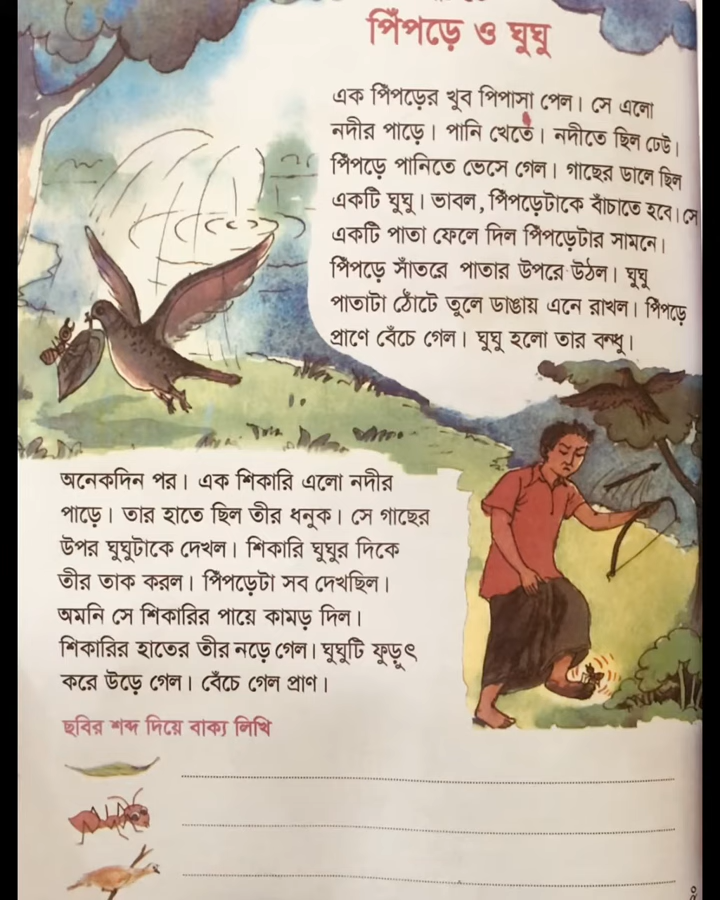 পিঁপড়ে ও ঘুঘু
এক পিঁপড়ের খুব পিপাসা পেল। সে এলো
নদীর পাড়ে। পানি খেতে। নদীতে ছিল ঢেউ।
পিঁপড়ে পানিতে ভেসে গেল। গাছের ডালে ছিল
একটি ঘুঘু। ভাবল, পিঁপড়েটাকে বাঁচাতে হবে। সে
একটি পাতা ফেলে দিল পিঁপড়েটার সামনে।
পিঁপড়ে সাঁতরে পাতার উপরে উঠল। ঘুঘু
পাতাটা ঠোঁটে তুলে ডাঙায় এনে রাখল। পিঁপড়ে
প্রাণে বেঁচে গেল। ঘুঘু হলো তার বন্ধু।
অনেকদিন পর। এক শিকারি এলো নদীর
পাড়ে। তার হাতে ছিল তীর ধনুক। সে গাছের
উপর ঘুঘুটাকে দেখল। শিকারি ঘুঘুর দিকে
তীর তাক করল। পিঁপড়েটা সব দেখছিল।
অমনি সে শিকারির পায়ে কামড় দিল।
শিকারির হাতের তীর নড়ে গেল। ঘুঘুটি ফুড়ুৎ
করে উড়ে গেল। বেঁচে গেল প্রাণ।
ছবির শব্দ দিয়ে বাক্য লিখি